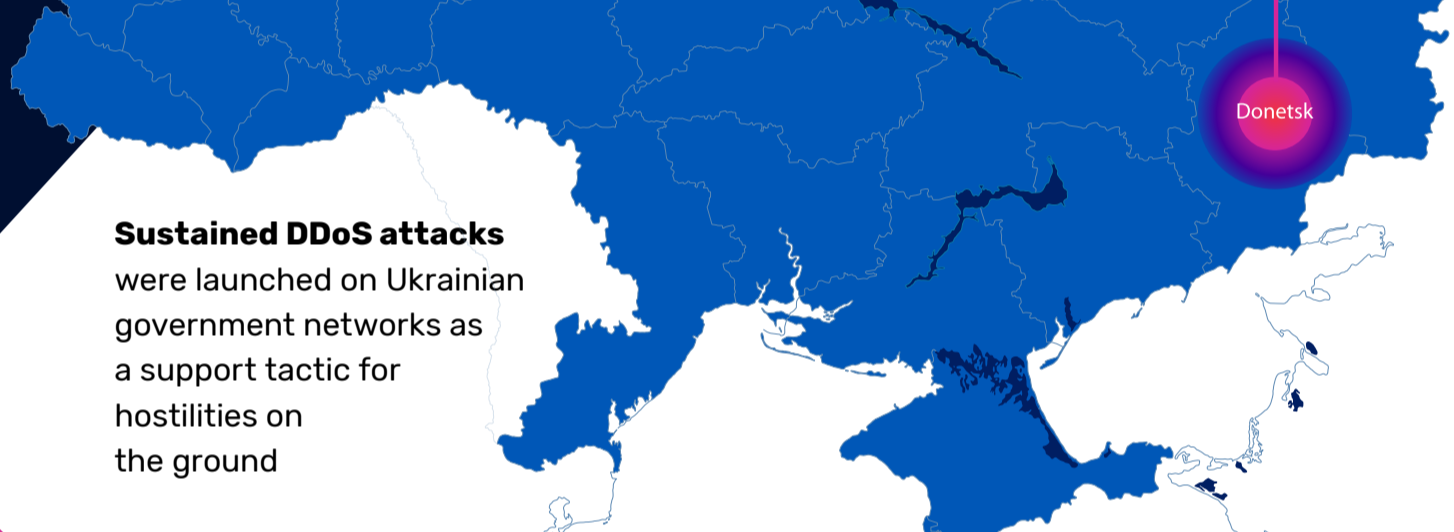 Donetsk
Sustained DDoS attacks
were launched on Ukrainian
government networks as
a support tactic for
hostilities on
the ground